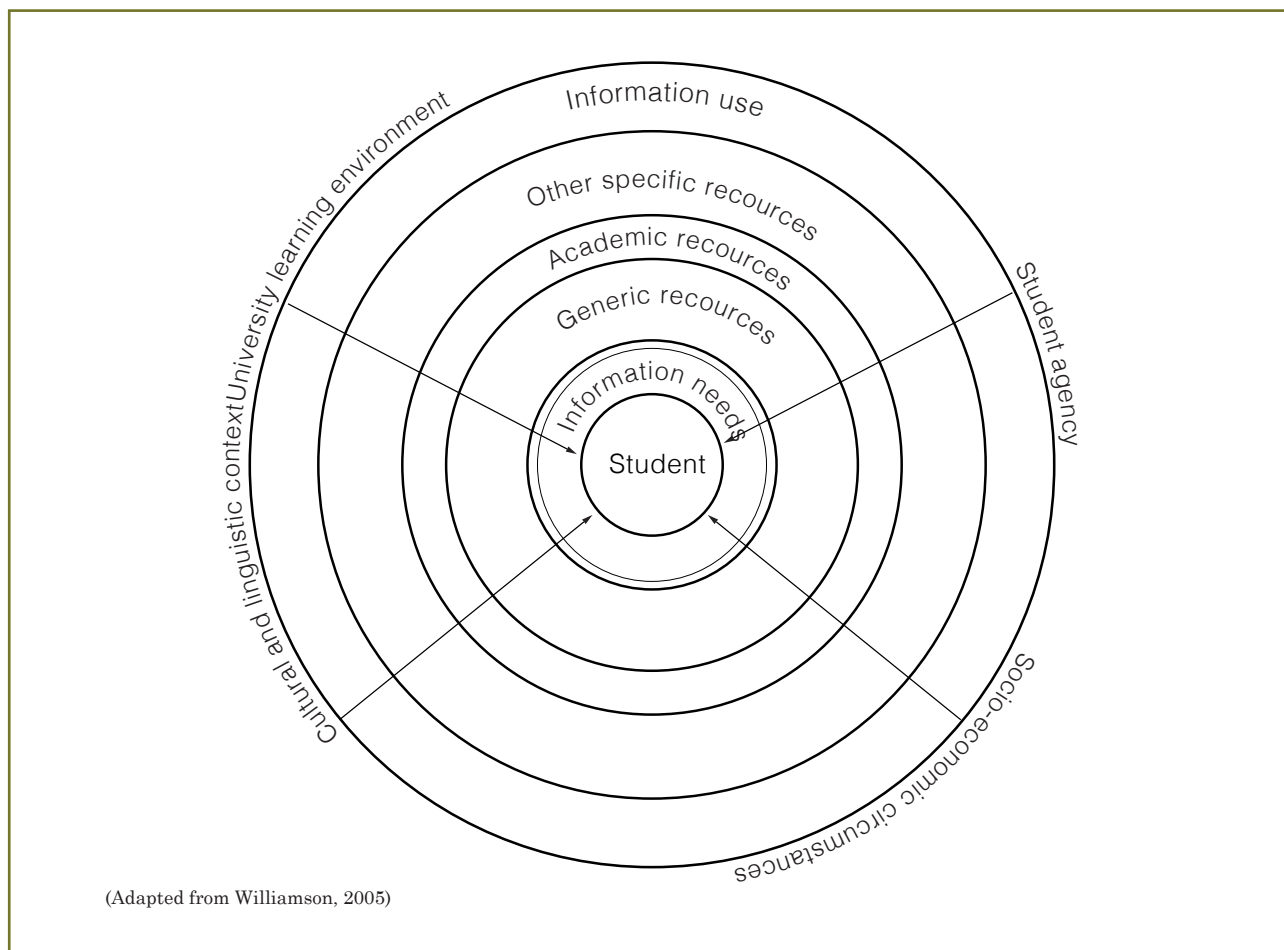 Information use
Other specific recources
Academic recources
Generic recources
Information needs
Student
University learning environment
Cultural and linguistic context
Student agency
Socio-economic circumstances
(Adapted from Williamson, 2005)